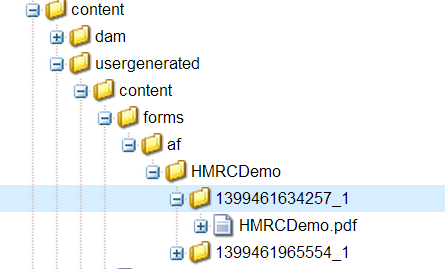 content
dam
usergenerated
content
forms
af
HMRCDemo
1399461634257_1
HMRCDemo.pdf
1399461965554_1